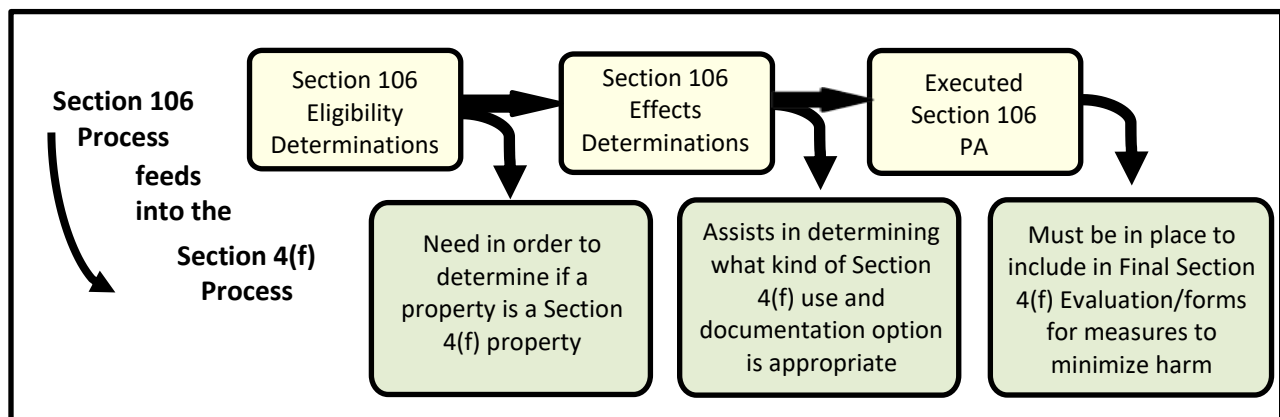 Section 106
Process
feeds
into the
Section 4(f)
Process
Section 106
Eligibility
Determinations
Section 106
Effects
Determinations
Executed
Section 106
PA
Need in order to
determine if a
property is a Section
4(f) property
Assists in determining
what kind of Section
4(f) use and
documentation option
is appropriate
Must be in place to
include in Final Section
4(f) Evaluation/forms
for measures to
minimize harm